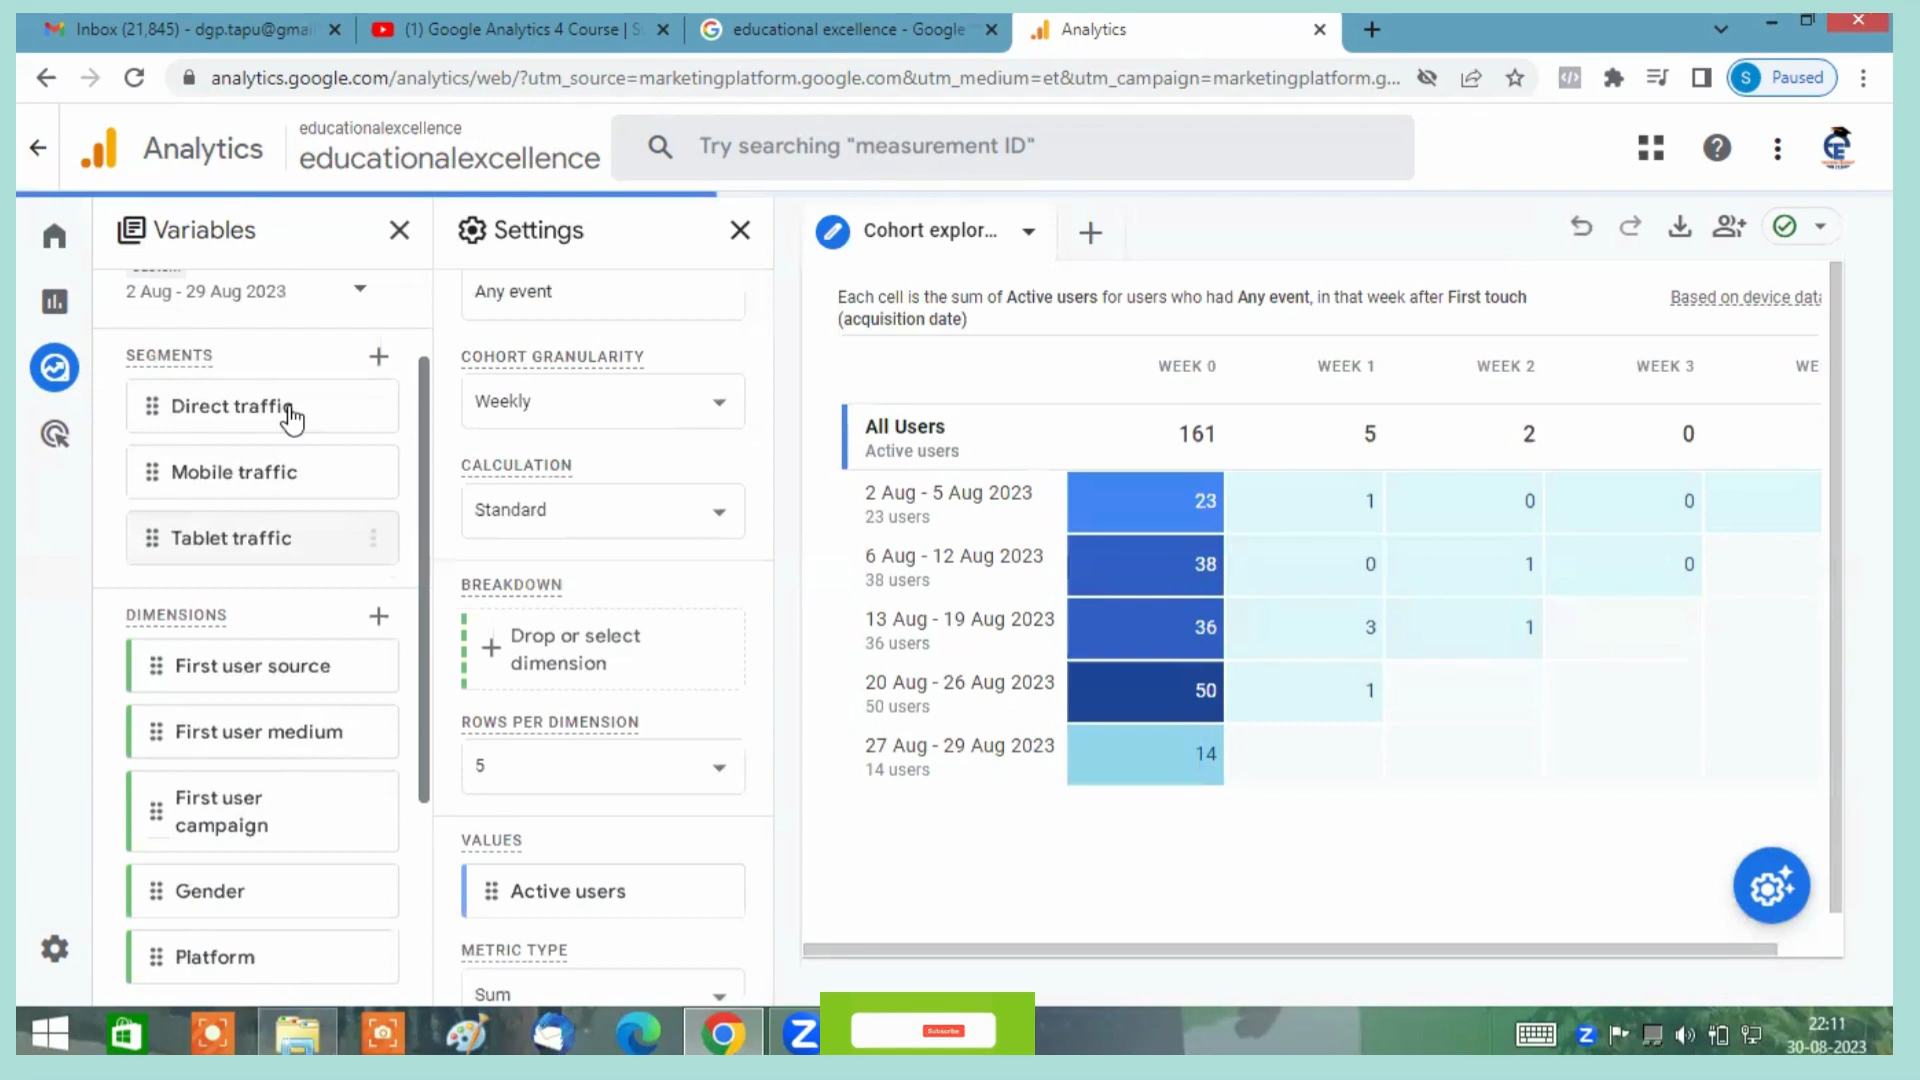 Inbox (21,845) - dgp.tapu@gmai
(1) Google Analytics 4 Course | S
educational excellence - Google
Analytics
analytics.google.com/analytics/web/?utm_source=marketingplatform.google.com&utm_medium=et&utm_campaign=marketingplatform.g...
S Paused
Analytics
educationalexcellence
educationalexcellence
Try searching "measurement ID"
Variables
2 Aug - 29 Aug 2023
SEGMENTS
Direct traffic
Mobile traffic
Tablet traffic
DIMENSIONS
First user source
First user medium
First user
campaign
Gender
Platform
Settings
Any event
COHORT GRANULARITY
Weekly
CALCULATION
Standard
BREAKDOWN
Drop or select
dimension
ROWS PER DIMENSION
5
VALUES
Active users
METRIC TYPE
Sum
Cohort explor...
Each cell is the sum of Active users for users who had Any event, in that week after First touch
(acquisition date)
Based on device data
WEEK 0 WEEK 1 WEEK 2 WEEK 3 WE
All Users 161 5 2 0
Active users
2 Aug - 5 Aug 2023 23 1 0 0
23 users
6 Aug - 12 Aug 2023 38 0 1 0
38 users
13 Aug - 19 Aug 2023 36 3 1
36 users
20 Aug - 26 Aug 2023 50 1
50 users
27 Aug - 29 Aug 2023 14
14 users
Subscribe
22:11
30-08-2023